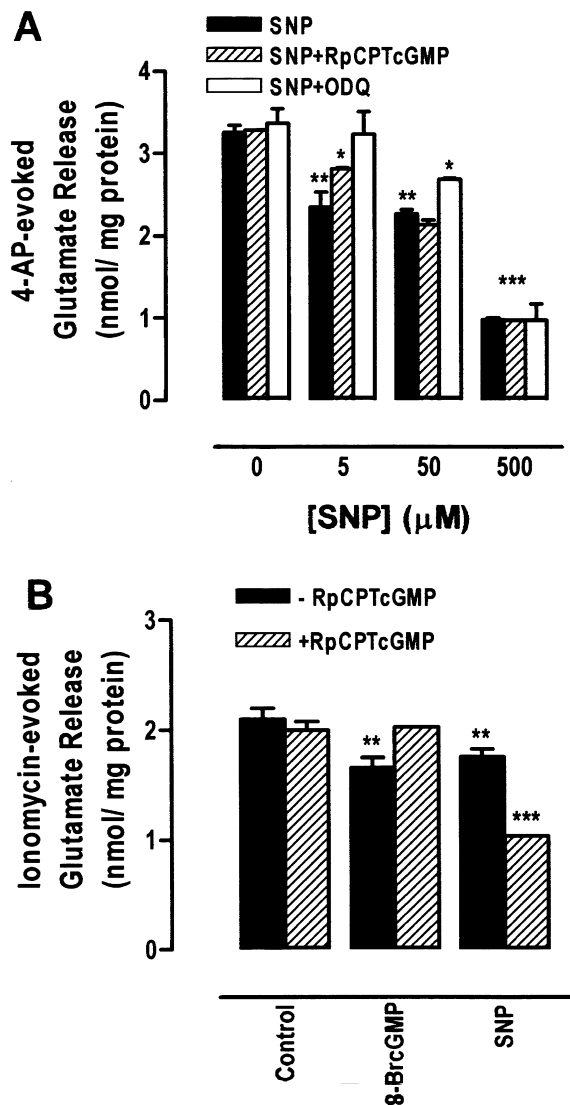 A
SNP
SNP+RpCPTcGMP
SNP+ODQ
4-AP-evoked
Glutamate Release
(nmol/ mg protein)
4
3
2
1
0
** *
** *
***
0 5 50 500
[SNP] (μM)
B
- RpCPTcGMP
+RpCPTcGMP
Ionomycin-evoked
Glutamate Release
(nmol/ mg protein)
3
2
1
0
** **
***
Control
8-BrcGMP
SNP